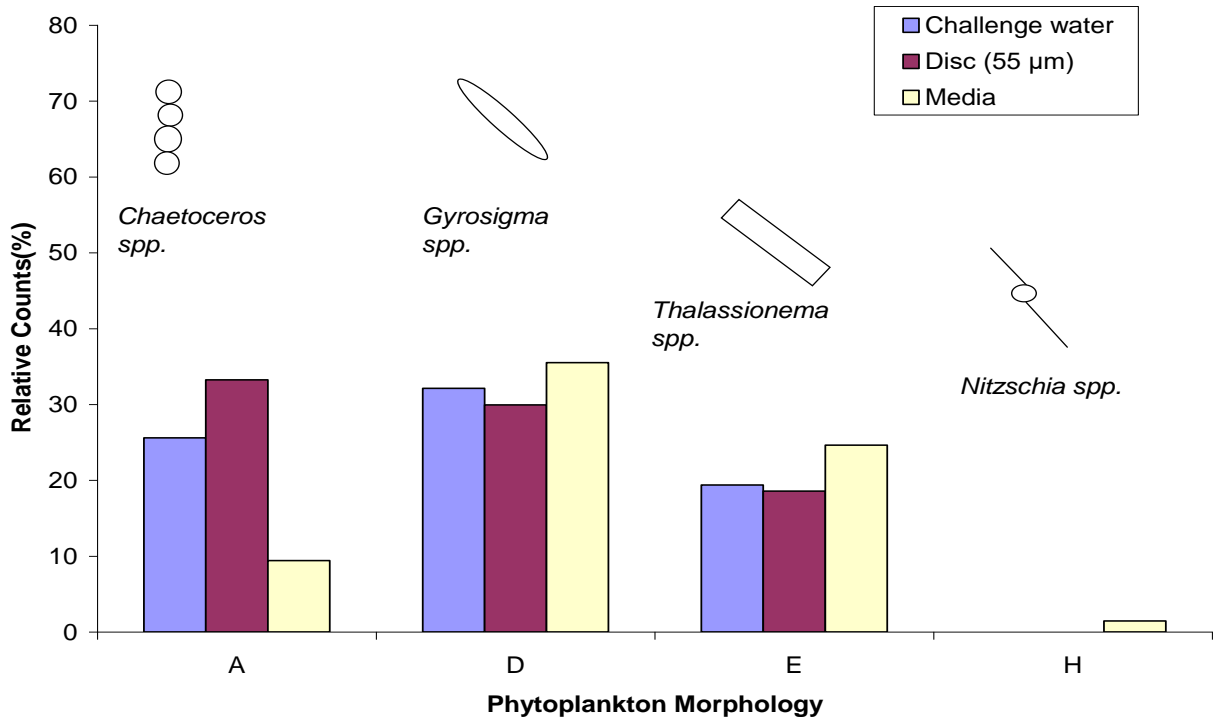 80
70
60
50
40
30
20
10
0
Relative Counts(%)
Challenge water
Disc (55 µm)
Media
Chaetoceros
spp.
Gyrosigma
spp.
Thalassionema
spp.
Nitzschia spp.
A
D
E
H
Phytoplankton Morphology